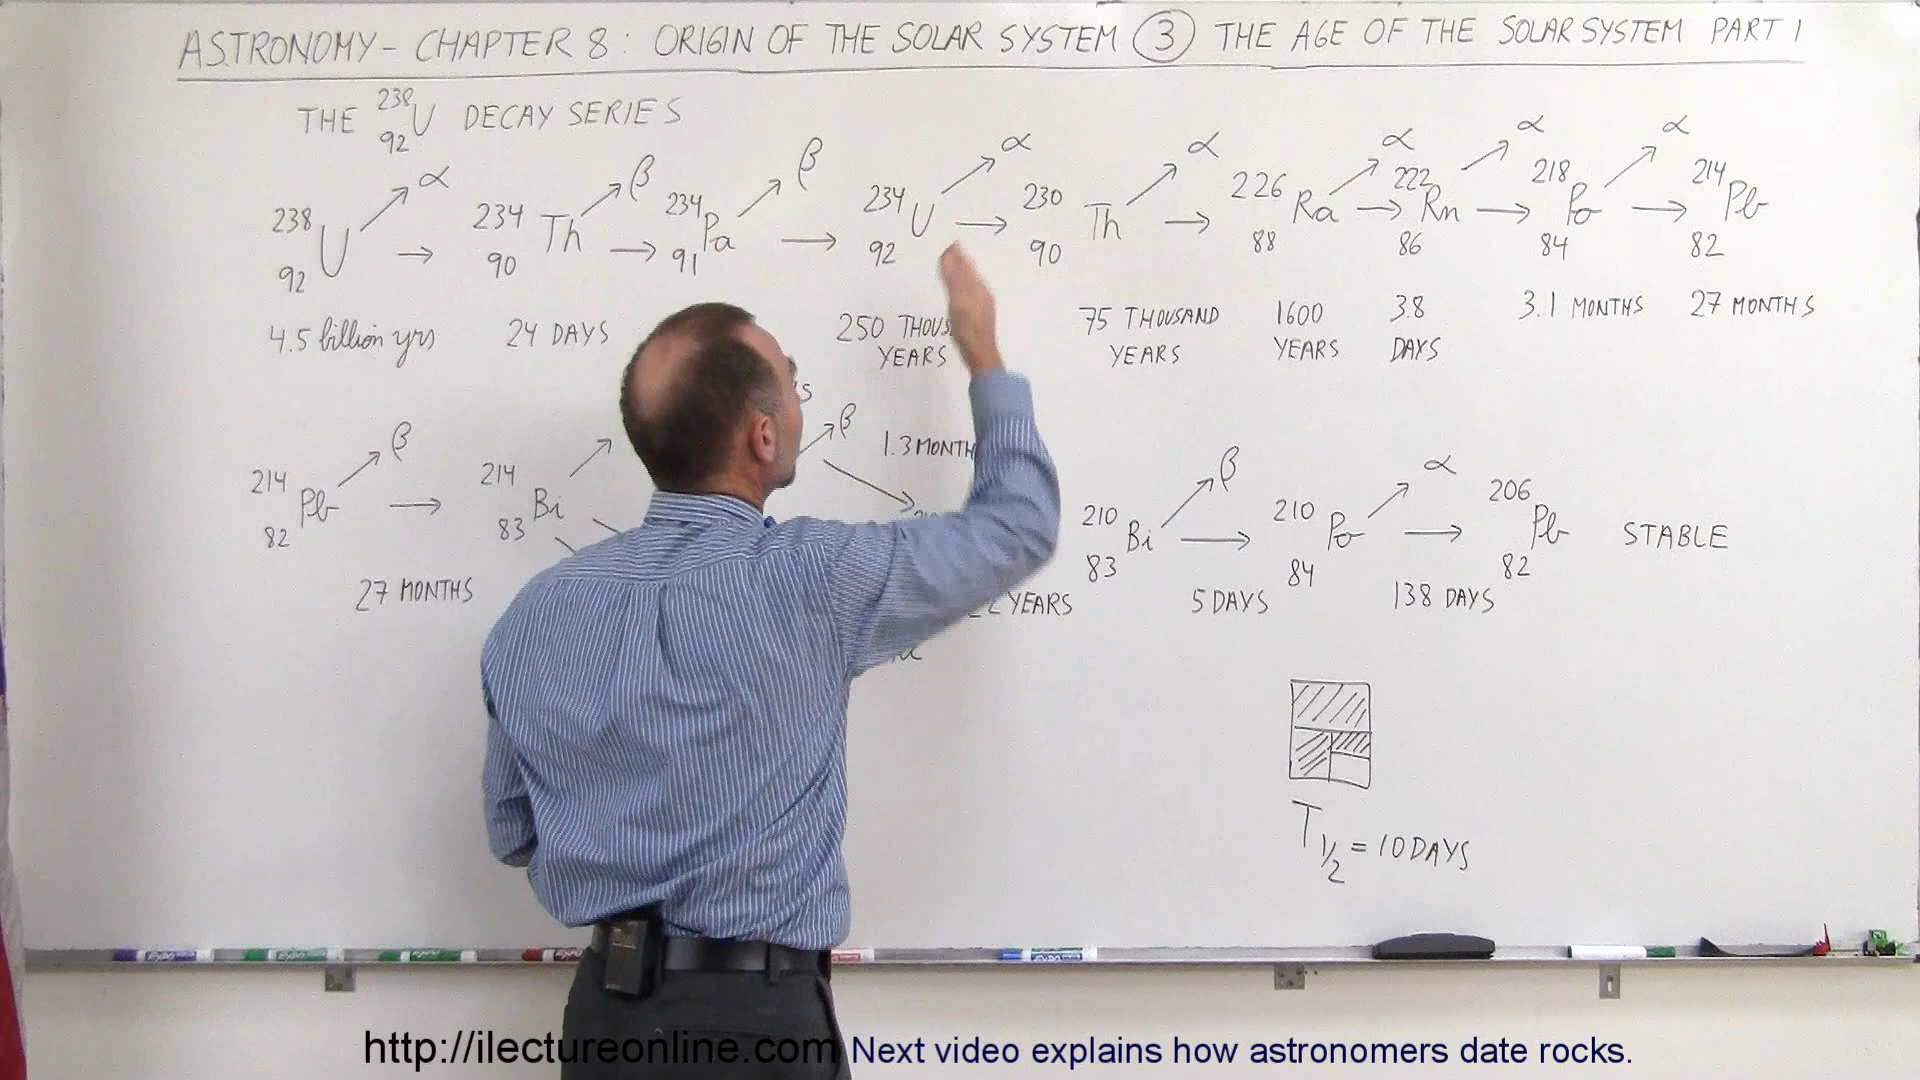 ASTRONOMY - CHAPTER 8: ORIGIN OF THE SOLAR SYSTEM ③ THE AGE OF THE SOLAR SYSTEM PART 1
THE 238 92 U DECAY SERIES
238 92 U → α → 234 90 Th → β → 234 91 Pa → β → 234 92 U → α → 230 90 Th → α → 226 88 Ra → α → 222 86 Rn → α → 218 84 Po → α → 214 82 Pb
4.5 billion yrs 24 DAYS 250 YEARS 75 THOUSAND YEARS 1600 YEARS 3.8 DAYS 3.1 MONTHS 27 MONTHS
β 1.3
214 82 Pb → β → 214 83 Bi 210 83 Bi → β → 210 84 Po → α → 206 82 Pb STABLE
27 MONTHS YEARS 5 DAYS 138 DAYS
T 1/2 = 10 DAYS
http://ilectureonline.com Next video explains how astronomers date rocks.